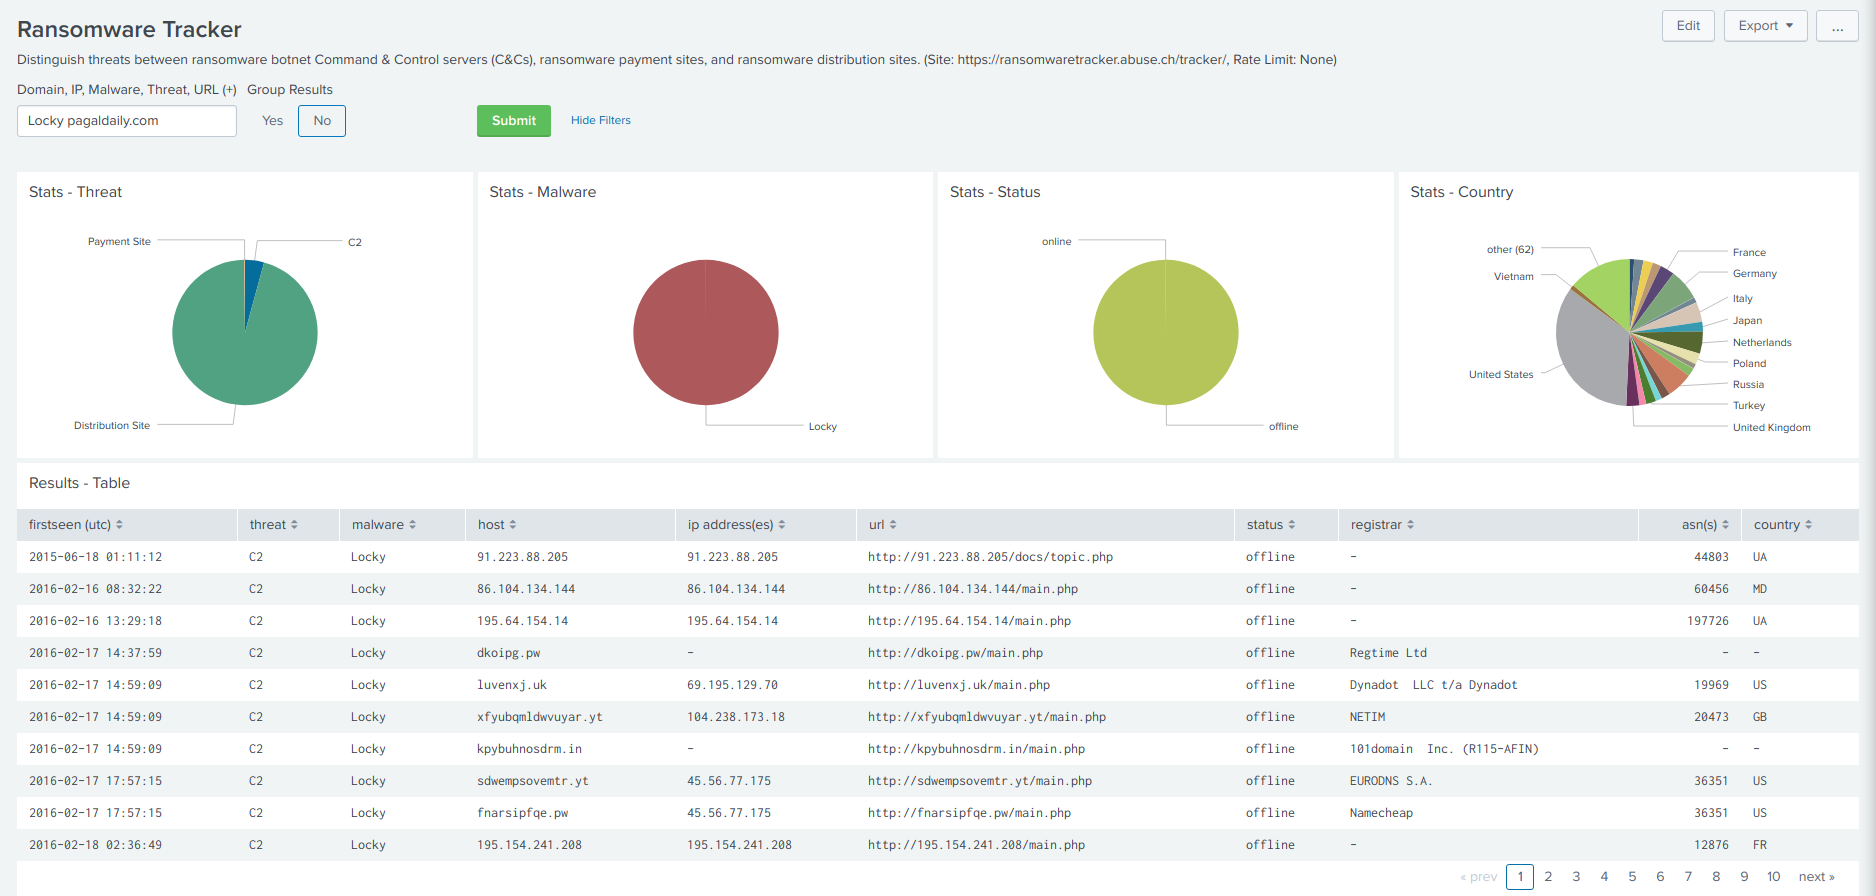 Ransomware Tracker
Edit
Export
...
Distinguish threats between ransomware botnet Command & Control servers (C&Cs), ransomware payment sites, and ransomware distribution sites. (Site: https://ransomwaretracker.abuse.ch/tracker/, Rate Limit: None)
Domain, IP, Malware, Threat, URL (+) Group Results
Locky pagaldaily.com Yes No Submit Hide Filters
Stats - Threat
Payment Site
C2
Distribution Site
Stats - Malware
Locky
Stats - Status
online
offline
Stats - Country
other (62)
Vietnam
United States
France
Germany
Italy
Japan
Netherlands
Poland
Russia
Turkey
United Kingdom
Results - Table
firstseen (utc) threat malware host ip address(es) url status registrar asn(s) country
2015-06-18 01:11:12 C2 Locky 91.223.88.205 91.223.88.205 http://91.223.88.205/docs/topic.php offline - 44803 UA
2016-02-16 08:32:22 C2 Locky 86.104.134.144 86.104.134.144 http://86.104.134.144/main.php offline - 60456 MD
2016-02-16 13:29:18 C2 Locky 195.64.154.14 195.64.154.14 http://195.64.154.14/main.php offline - 197726 UA
2016-02-17 14:37:59 C2 Locky dkoipg.pw - http://dkoipg.pw/main.php offline Regtime Ltd - -
2016-02-17 14:59:09 C2 Locky luvenxj.uk 69.195.129.70 http://luvenxj.uk/main.php offline Dynadot  LLC t/a Dynadot 19969 US
2016-02-17 14:59:09 C2 Locky xfyubqmldwvuyar.yt 104.238.173.18 http://xfyubqmldwvuyar.yt/main.php offline NETIM 20473 GB
2016-02-17 14:59:09 C2 Locky kpybuhnosdrm.in - http://kpybuhnosdrm.in/main.php offline 101domain  Inc. (R115-AFIN) - -
2016-02-17 17:57:15 C2 Locky sdwempsovemtr.yt 45.56.77.175 http://sdwempsovemtr.yt/main.php offline EURODNS S.A. 36351 US
2016-02-17 17:57:15 C2 Locky fnarsipfqe.pw 45.56.77.175 http://fnarsipfqe.pw/main.php offline Namecheap 36351 US
2016-02-18 02:36:49 C2 Locky 195.154.241.208 195.154.241.208 http://195.154.241.208/main.php offline - 12876 FR
« prev 1 2 3 4 5 6 7 8 9 10 next »